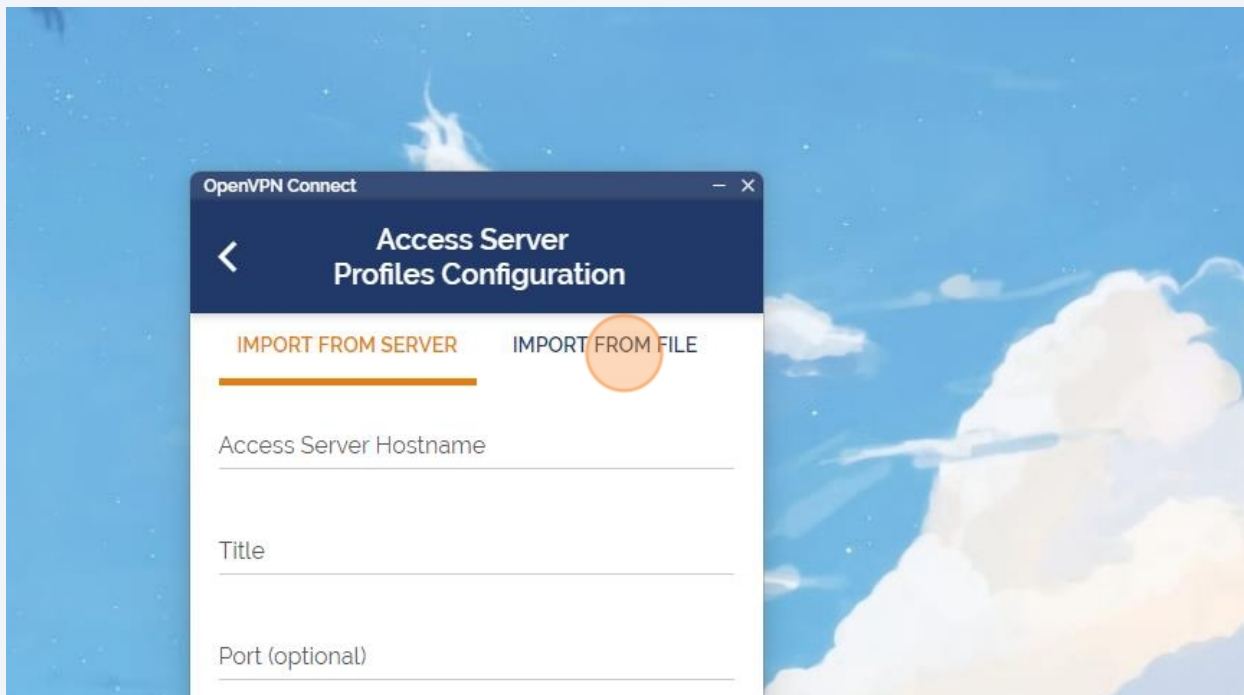 OpenVPN Connect
Access Server
Profiles Configuration
IMPORT FROM SERVER
IMPORT FROM FILE
Access Server Hostname
Title
Port (optional)